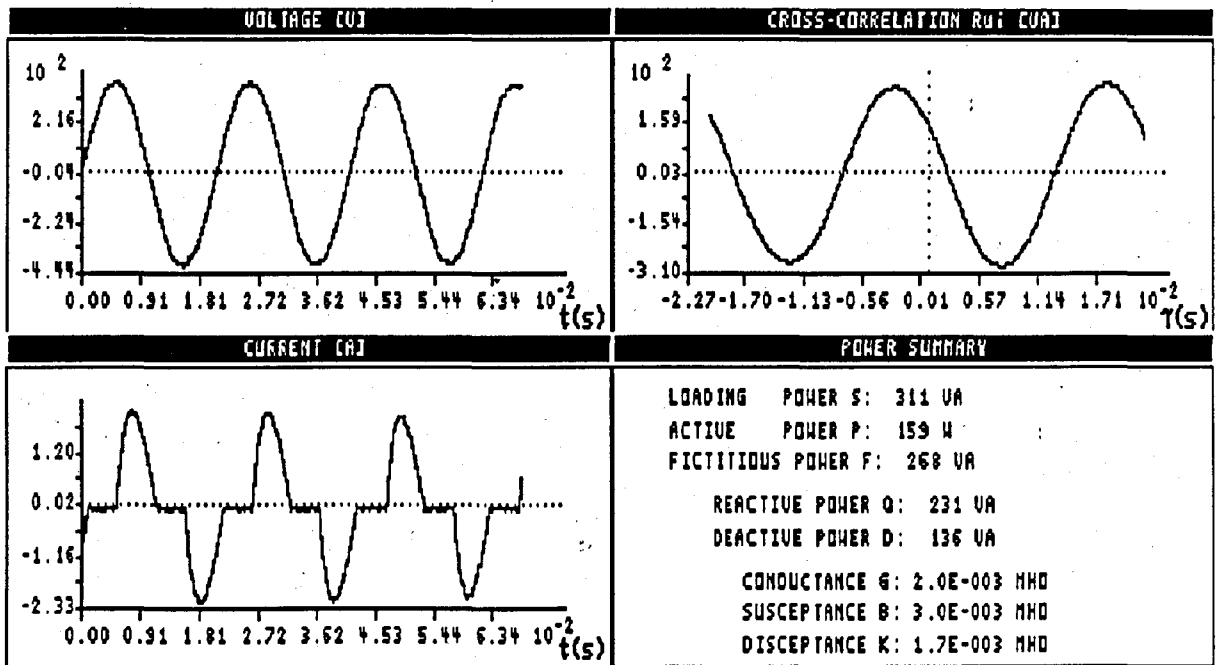 VOLTAGE [V]
10 2
2.16
-0.04
-2.24
-4.44
0.00 0.91 1.81 2.72 3.62 4.53 5.44 6.34 10-2
t(s)
CROSS-CORRELATION Rui [VA]
10 2
1.59
0.03
-1.54
-3.10
-2.27 -1.70 -1.13 -0.56 0.01 0.57 1.14 1.71 10-2
τ(s)
CURRENT [A]
1.20
0.02
-1.16
-2.33
0.00 0.91 1.81 2.72 3.62 4.53 5.44 6.34 10-2
t(s)
POWER SUMMARY
LOADING POWER S: 311 VA
ACTIVE POWER P: 159 W
FICTITIOUS POWER F: 268 VA
REACTIVE POWER Q: 231 VA
DEACTIVE POWER D: 136 VA
CONDUCTANCE G: 2.0E-003 MHO
SUSCEPTANCE B: 3.0E-003 MHO
DISCEPTANCE K: 1.7E-003 MHO